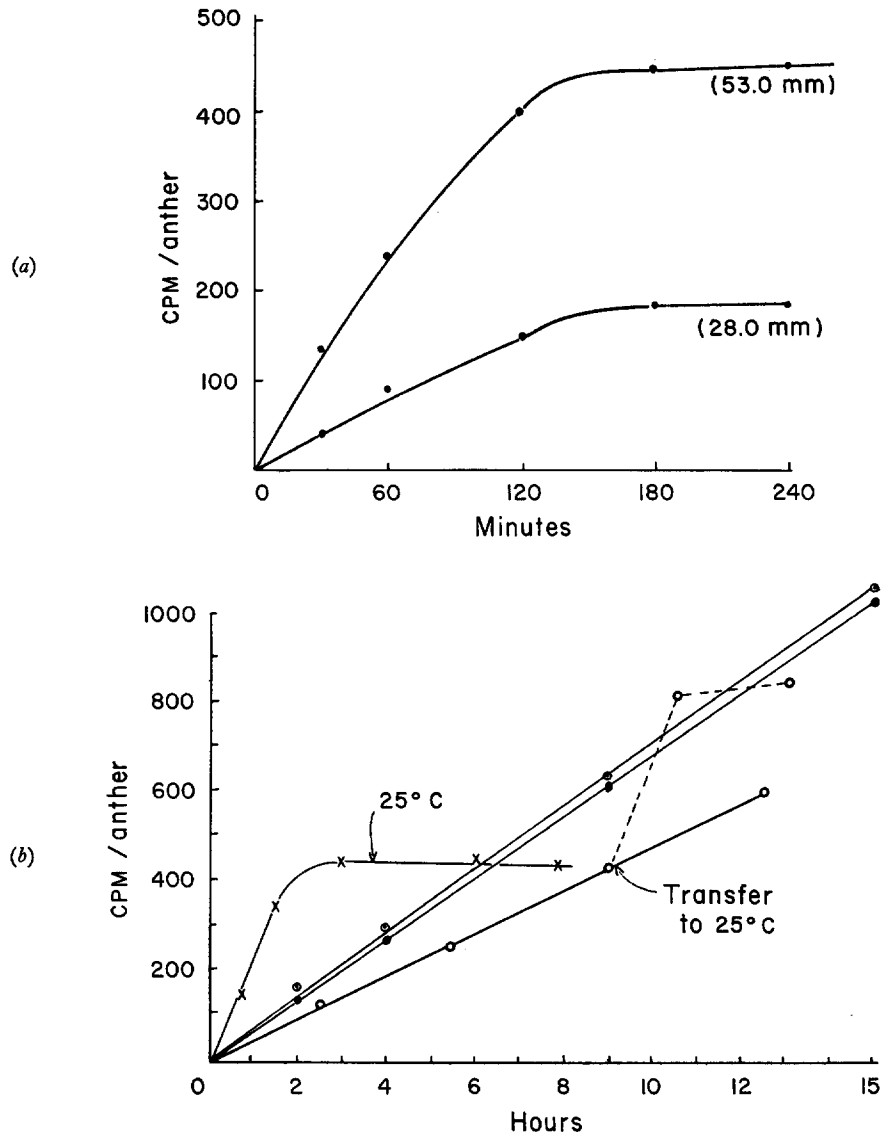 (a)
CPM / anther
500
400
300
200
100
(53.0 mm)
(28.0 mm)
0 60 120 180 240
Minutes
(b)
CPM / anther
1000
800
600
400
200
25° C
Transfer
to 25° C
0 2 4 6 8 10 12 15
Hours